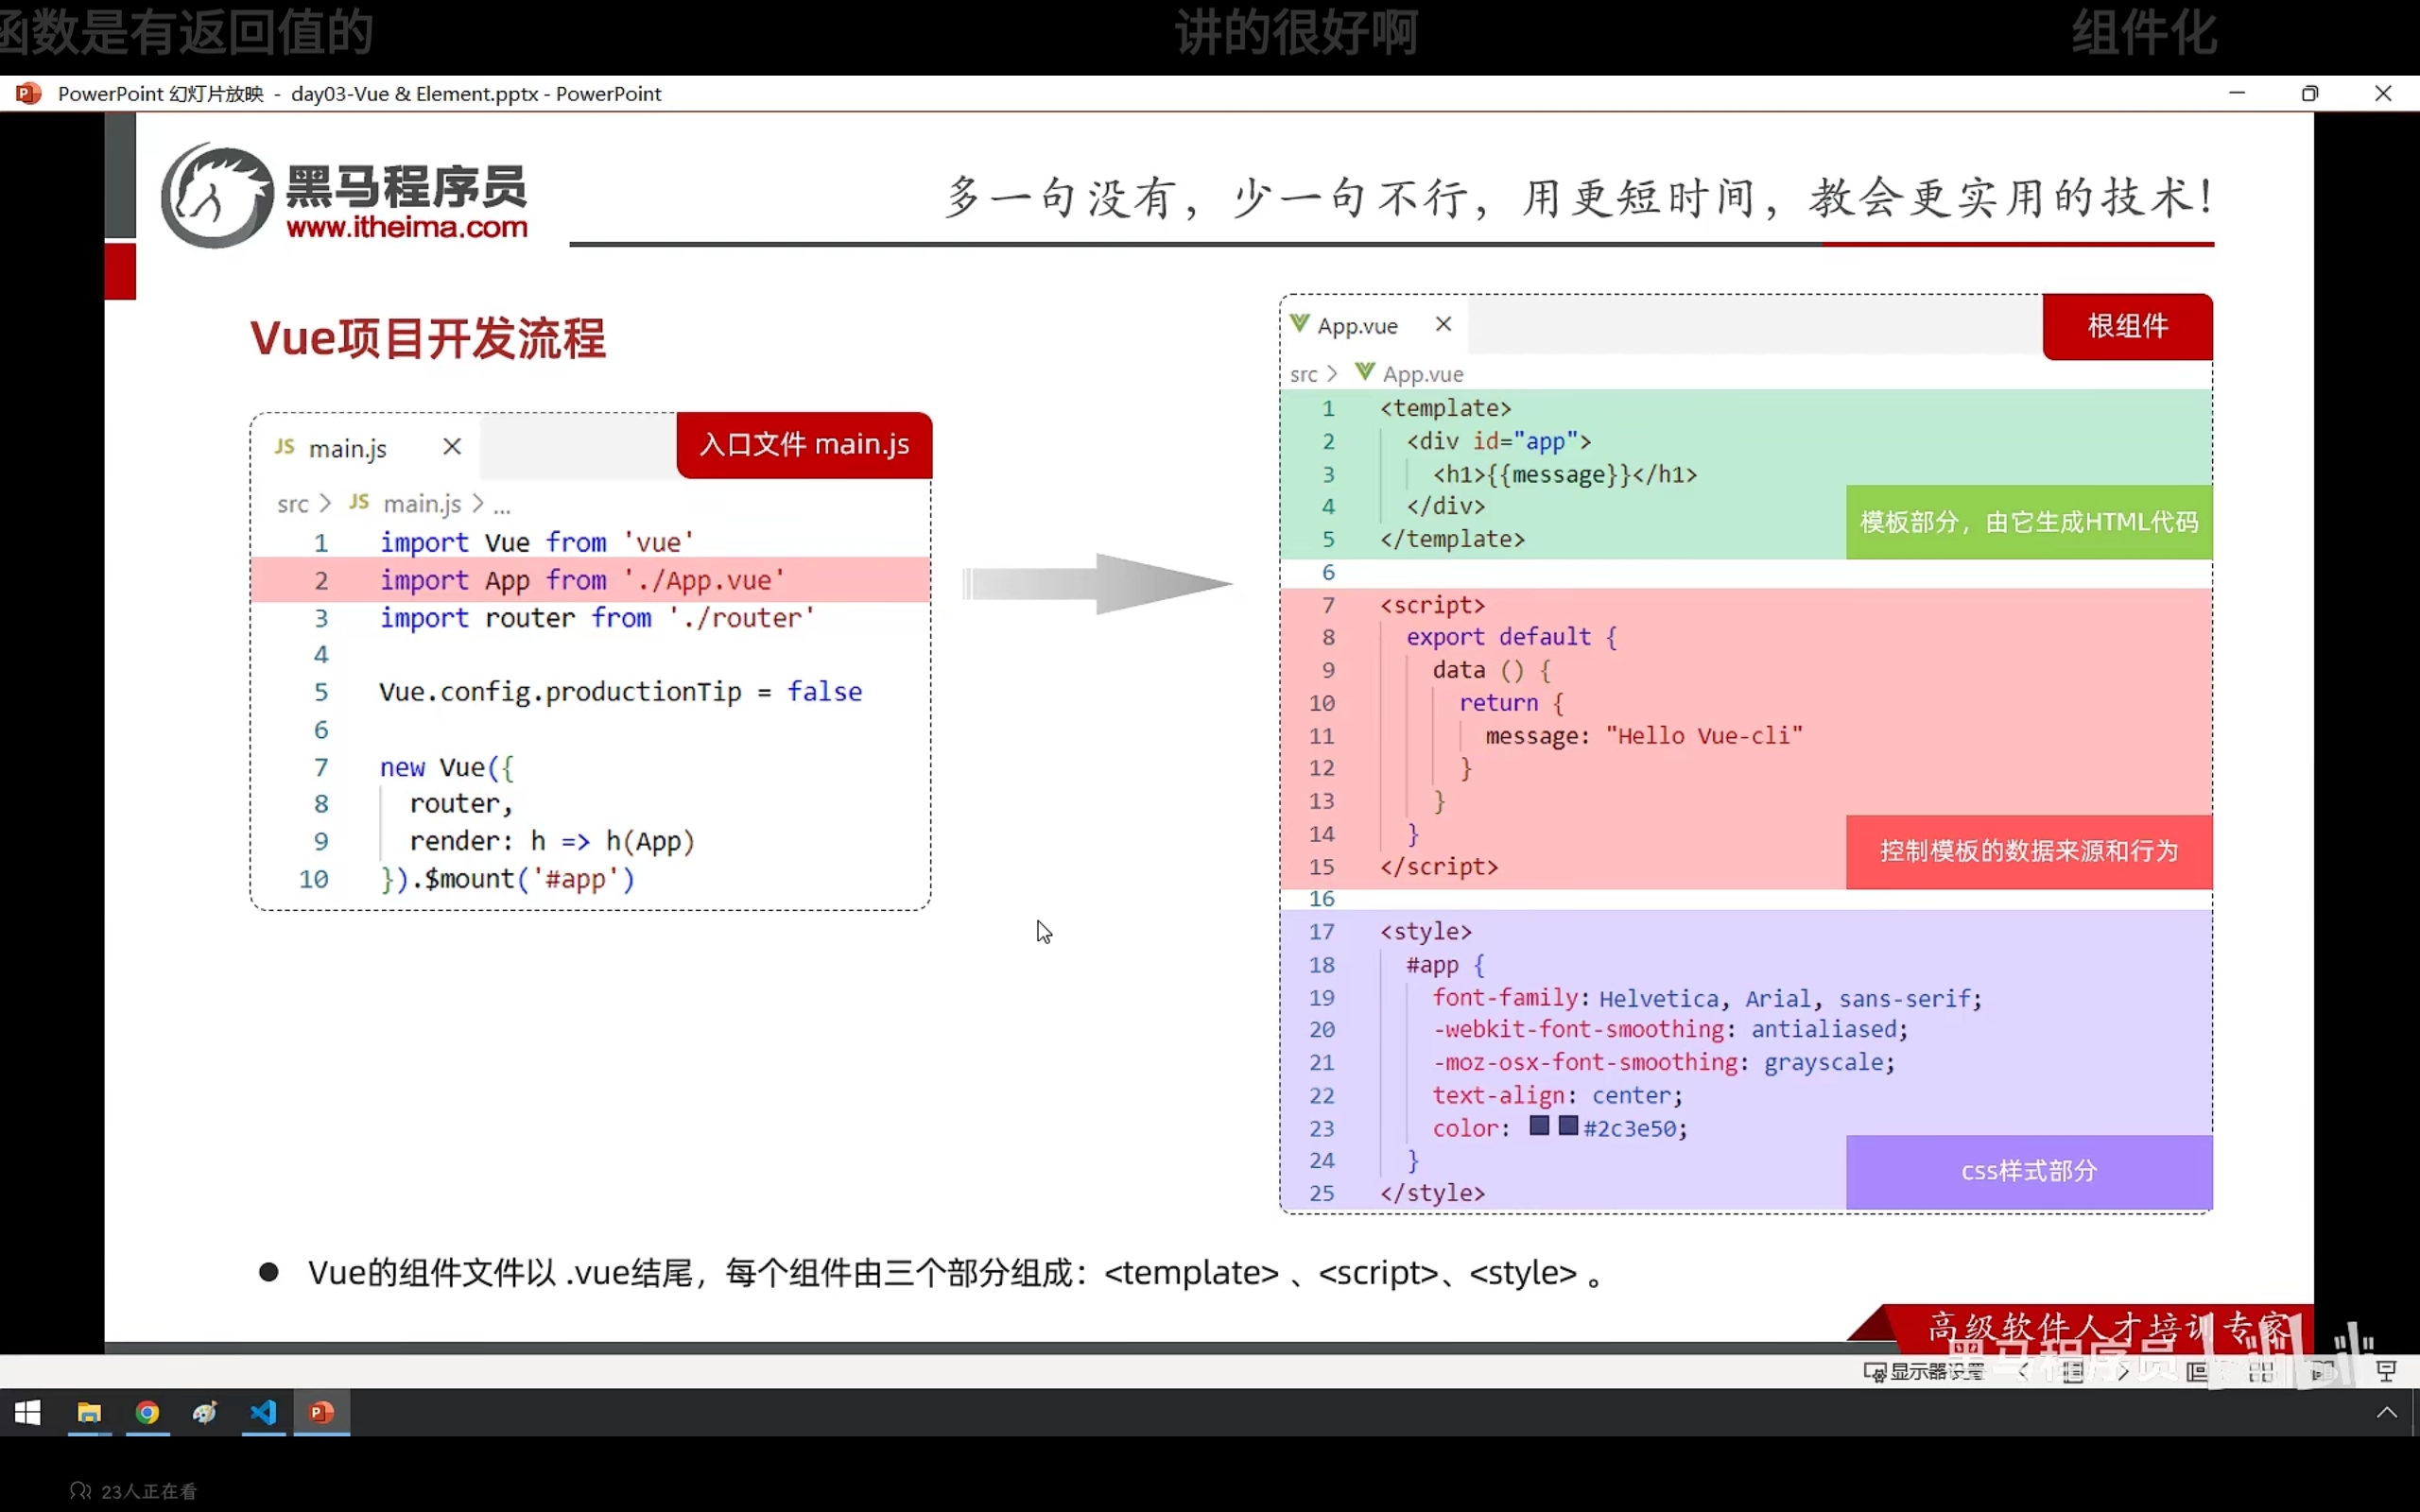 函数是有返回值的
讲的很好啊
组件化
PowerPoint 幻灯片放映 - day03-Vue & Element.pptx - PowerPoint
黑马程序员
www.itheima.com
多一句没有，少一句不行，用更短时间，教会更实用的技术！
Vue项目开发流程
JS main.js
入口文件 main.js
src > JS main.js > ...
1 import Vue from 'vue'
2 import App from './App.vue'
3 import router from './router'
4
5 Vue.config.productionTip = false
6
7 new Vue({
8 router,
9 render: h => h(App)
10 }).$mount('#app')
App.vue
根组件
src > App.vue
1 <template>
2 <div id="app">
3 <h1>{{message}}</h1>
4 </div>
5 </template>
模板部分，由它生成HTML代码
6
7 <script>
8 export default {
9 data () {
10 return {
11 message: "Hello Vue-cli"
12 }
13 }
14 }
15 </script>
控制模板的数据来源和行为
16
17 <style>
18 #app {
19 font-family: Helvetica, Arial, sans-serif;
20 -webkit-font-smoothing: antialiased;
21 -moz-osx-font-smoothing: grayscale;
22 text-align: center;
23 color: #2c3e50;
24 }
25 </style>
css样式部分
● Vue的组件文件以 .vue结尾，每个组件由三个部分组成：<template> 、<script>、<style> 。
高级软件人才培训专家
黑马程序员
显示器设置
23人正在看